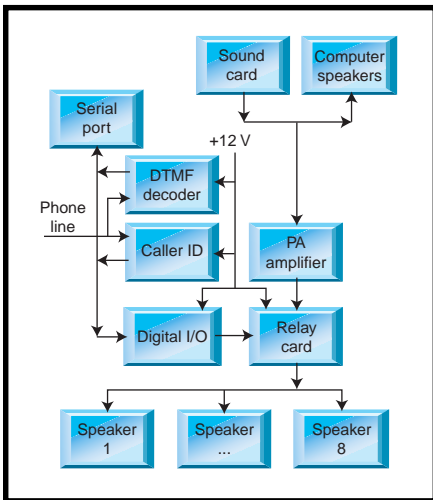 Sound
card
Computer
speakers
Serial
port
+12 V
DTMF
decoder
Phone
line
Caller ID
PA
amplifier
Digital I/O
Relay
card
Speaker
1
Speaker
...
Speaker
8